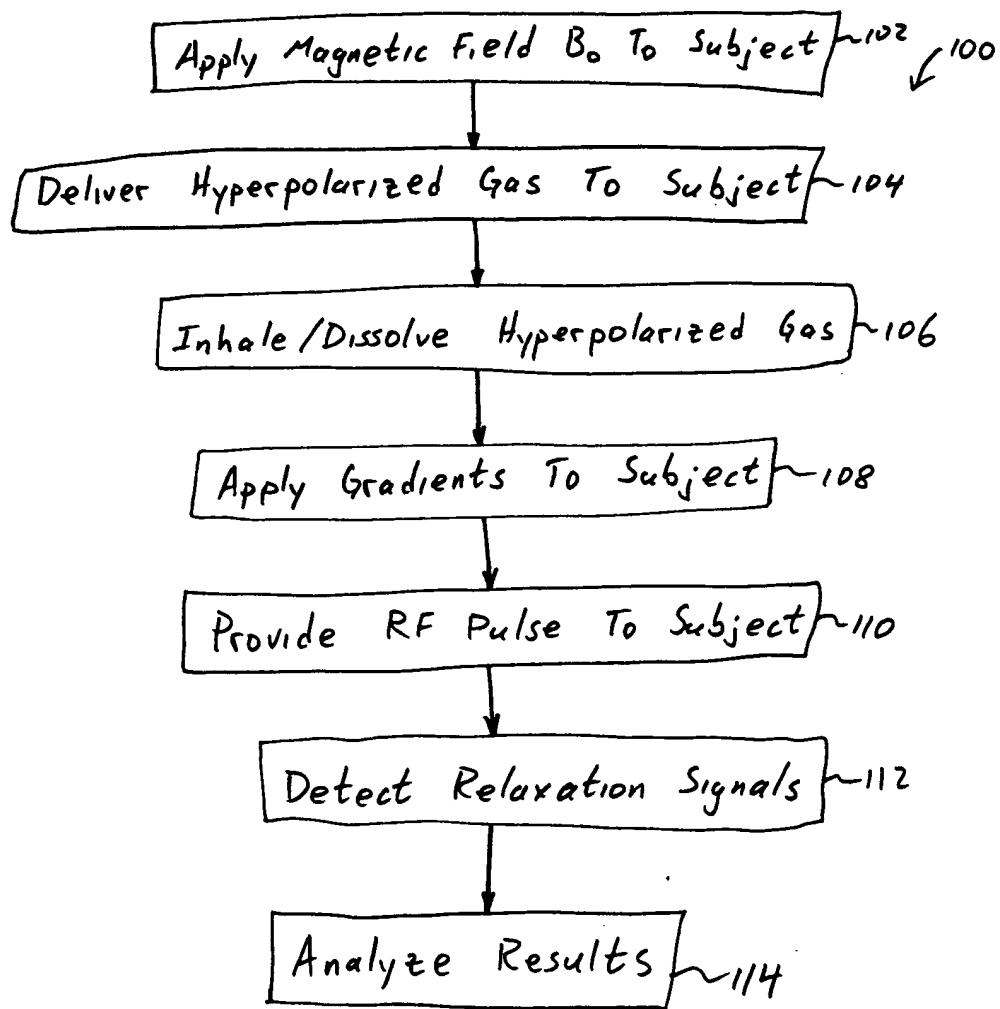 Apply Magnetic Field B₀ To Subject 102
100
Deliver Hyperpolarized Gas To Subject 104
Inhale/Dissolve Hyperpolarized Gas 106
Apply Gradients To Subject 108
Provide RF Pulse To Subject 110
Detect Relaxation Signals 112
Analyze Results 114